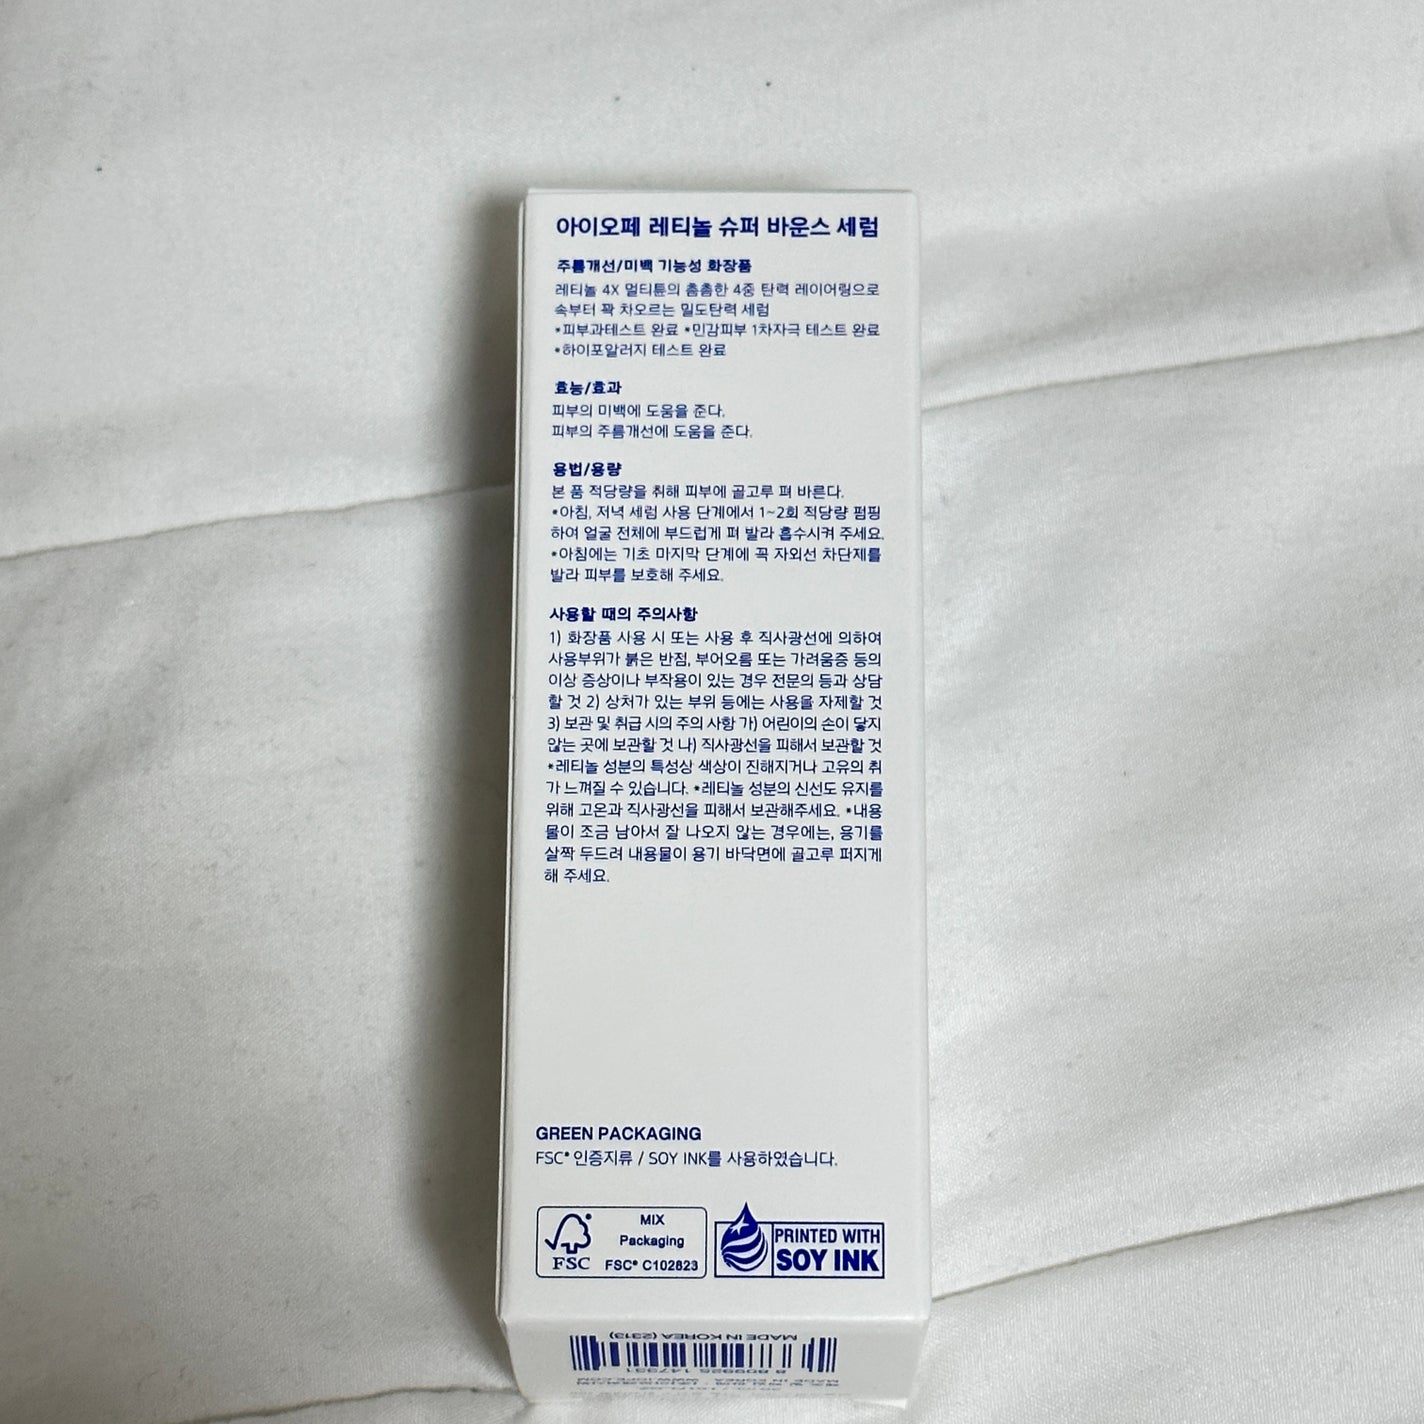 아이오페 레티놀 슈퍼 바운스 세럼
주름개선/미백 기능성 화장품
레티놀 4X 멀티튠의 촘촘한 4중 탄력 레이어링으로
속부터 꽉 차오르는 밀도탄력 세럼
*피부과테스트 완료 *민감피부 1차자극 테스트 완료
*하이포알러지 테스트 완료
효능/효과
피부의 미백에 도움을 준다.
피부의 주름개선에 도움을 준다.
용법/용량
본 품 적당량을 취해 피부에 골고루 펴 바른다.
*아침, 저녁 세럼 사용 단계에서 1~2회 적당량 펌핑
하여 얼굴 전체에 부드럽게 펴 발라 흡수시켜 주세요.
*아침에는 기초 마지막 단계에 꼭 자외선 차단제를
발라 피부를 보호해 주세요.
사용할 때의 주의사항
1) 화장품 사용 시 또는 사용 후 직사광선에 의하여
사용부위가 붉은 반점, 부어오름 또는 가려움증 등의
이상 증상이나 부작용이 있는 경우 전문의 등과 상담
할 것 2) 상처가 있는 부위 등에는 사용을 자제할 것
3) 보관 및 취급 시의 주의 사항 가) 어린이의 손이 닿지
않는 곳에 보관할 것 나) 직사광선을 피해서 보관할 것
*레티놀 성분의 특성상 색상이 진해지거나 고유의 취
가 느껴질 수 있습니다. *레티놀 성분의 신선도 유지를
위해 고온과 직사광선을 피해서 보관해주세요. *내용
물이 조금 남아서 잘 나오지 않는 경우에는, 용기를
살짝 두드려 내용물이 용기 바닥면에 골고루 퍼지게
해 주세요.
GREEN PACKAGING
FSC® 인증지류 / SOY INK를 사용하였습니다.
FSC
MIX
Packaging
FSC® C102823
PRINTED WITH
SOY INK
MADE IN KOREA (2313)
8 809925 147931
MADE IN KOREA WWW.IOPE.COM